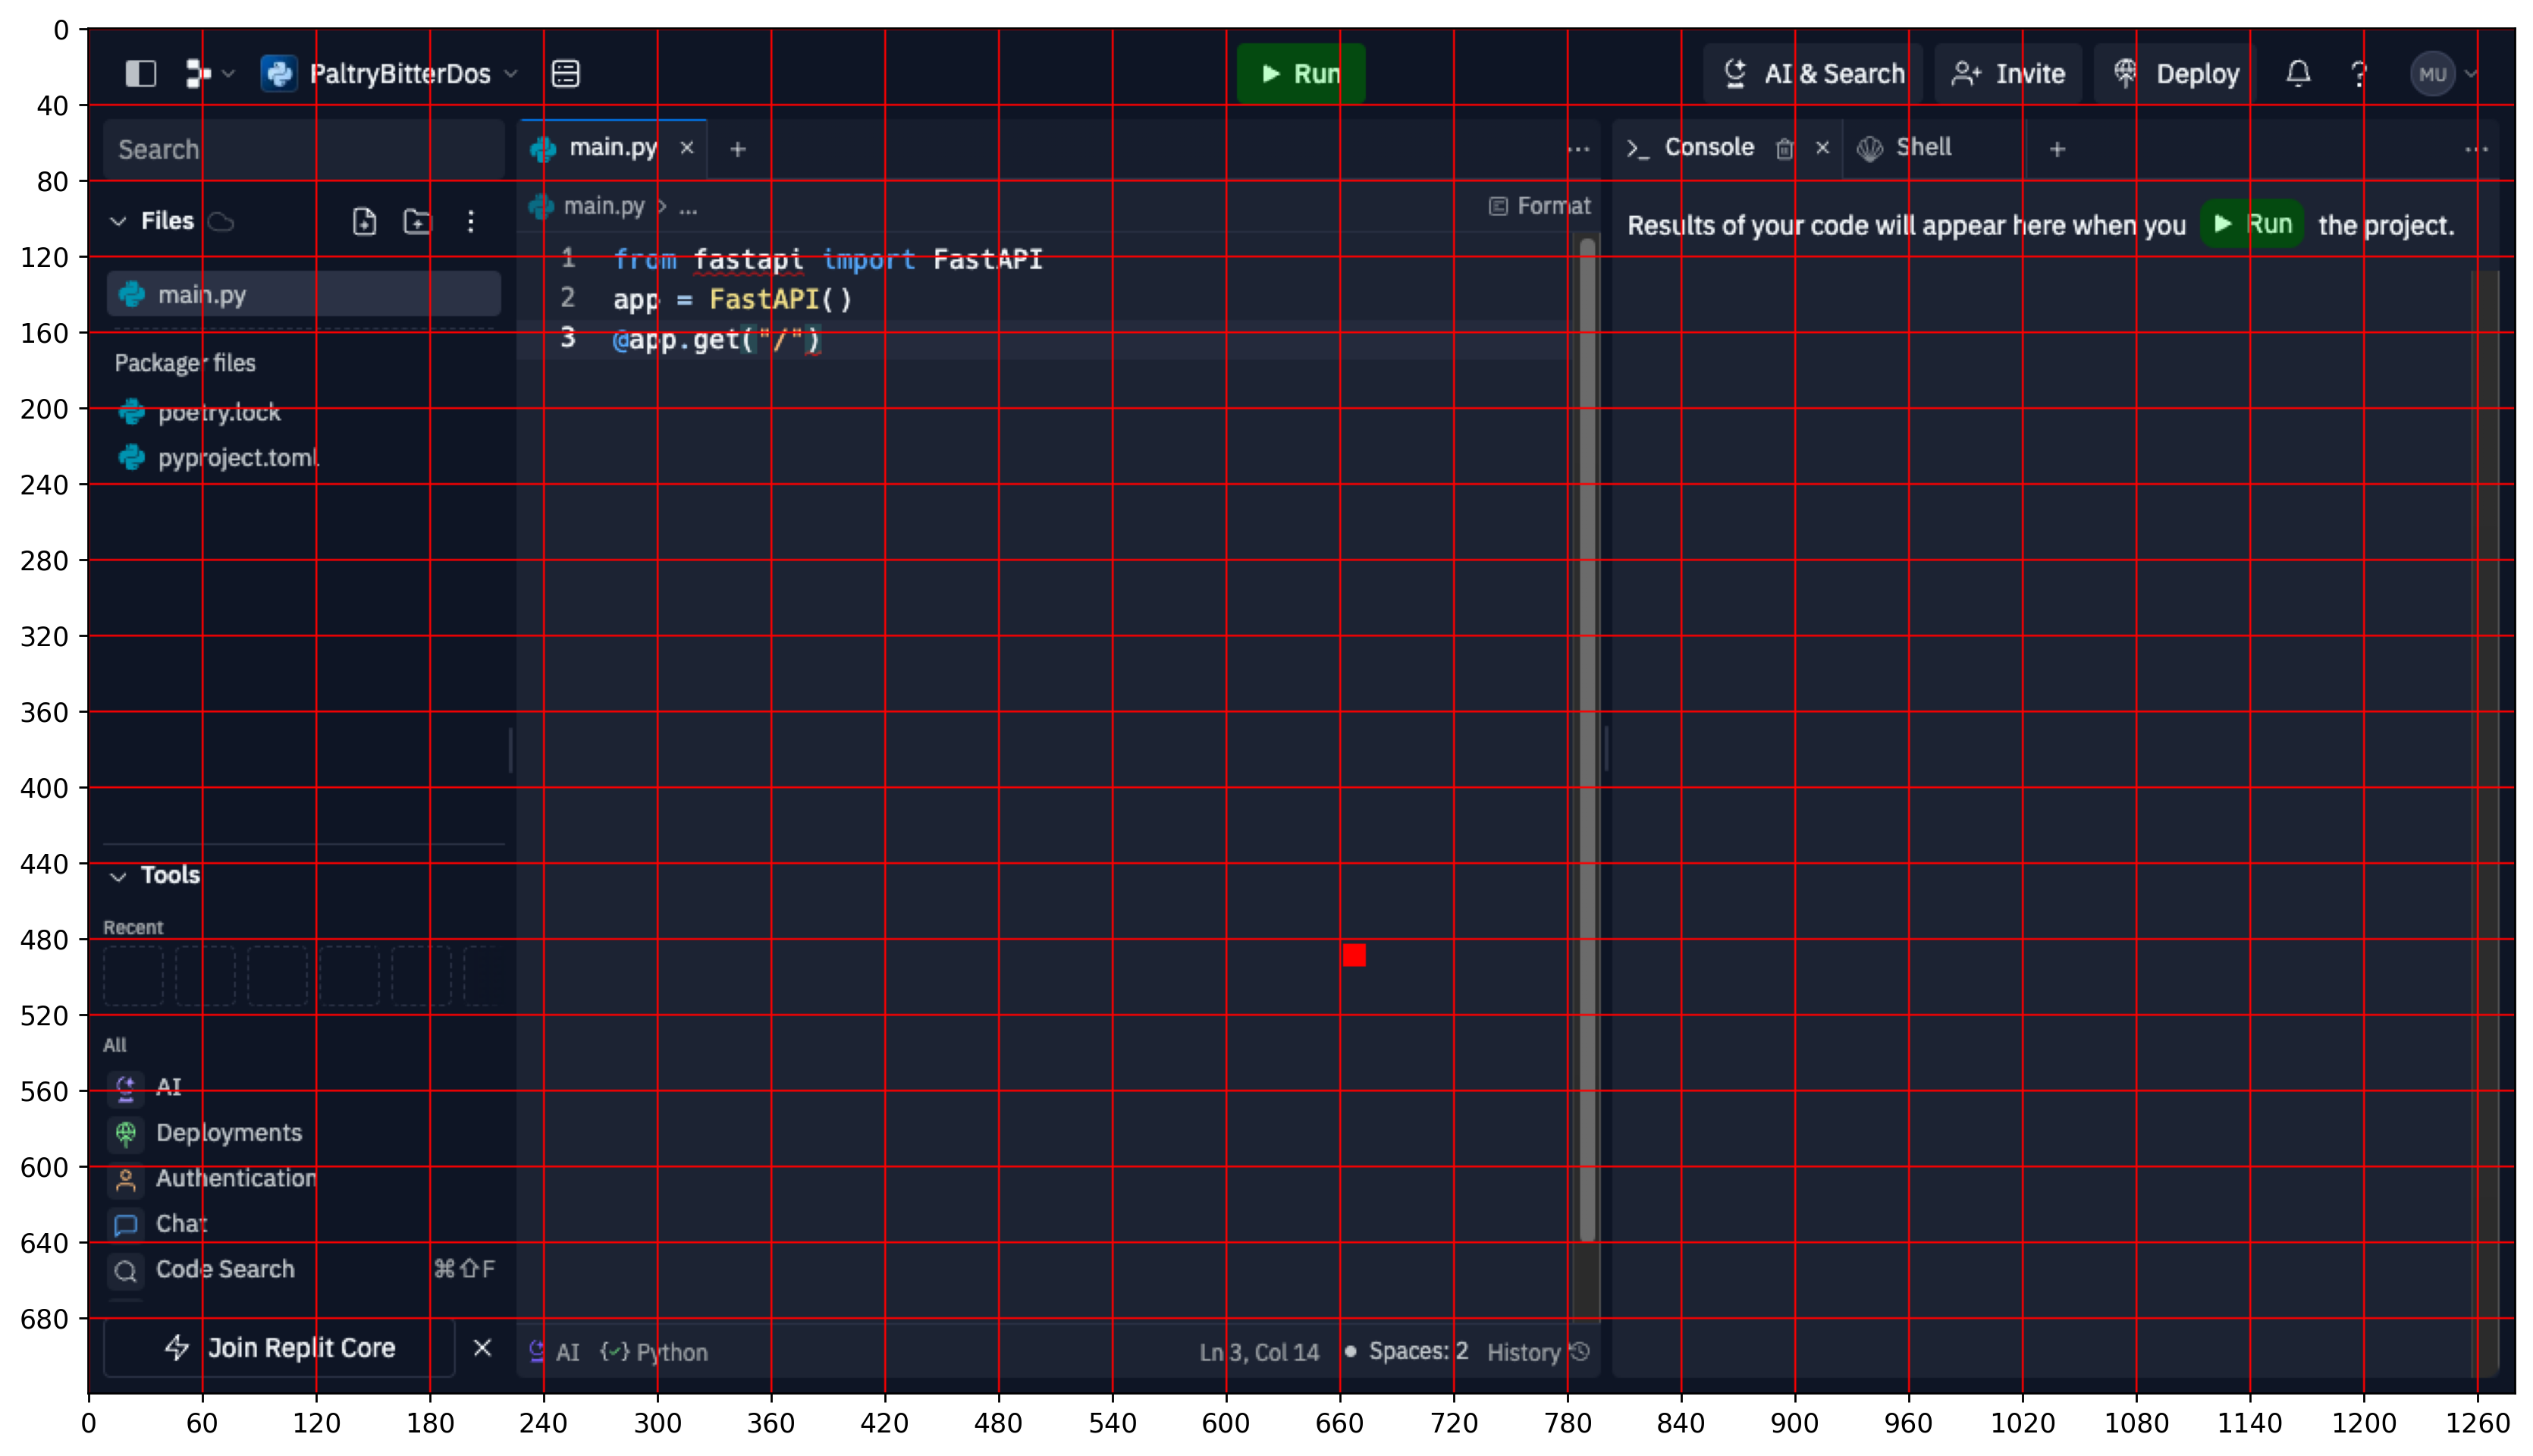 0
40
80
120
160
200
240
280
320
360
400
440
480
520
560
600
640
680
PaltryBitterDos
Run
AI & Search
Invite
Deploy
?
MU
Search
Files
main.py
Packager files
poetry.lock
pyproject.toml
Tools
Recent
All
AI
Deployments
Authentication
Chat
Code Search ⌘⇧F
Join Replit Core ×
main.py × +
...
main.py > ...
Format
1 from fastapi import FastAPI
2 app = FastAPI()
3 @app.get("/")
AI {✓} Python
Ln 3, Col 14 • Spaces: 2 History
>_ Console × Shell +
...
Results of your code will appear here when you Run the project.
0 60 120 180 240 300 360 420 480 540 600 660 720 780 840 900 960 1020 1080 1140 1200 1260